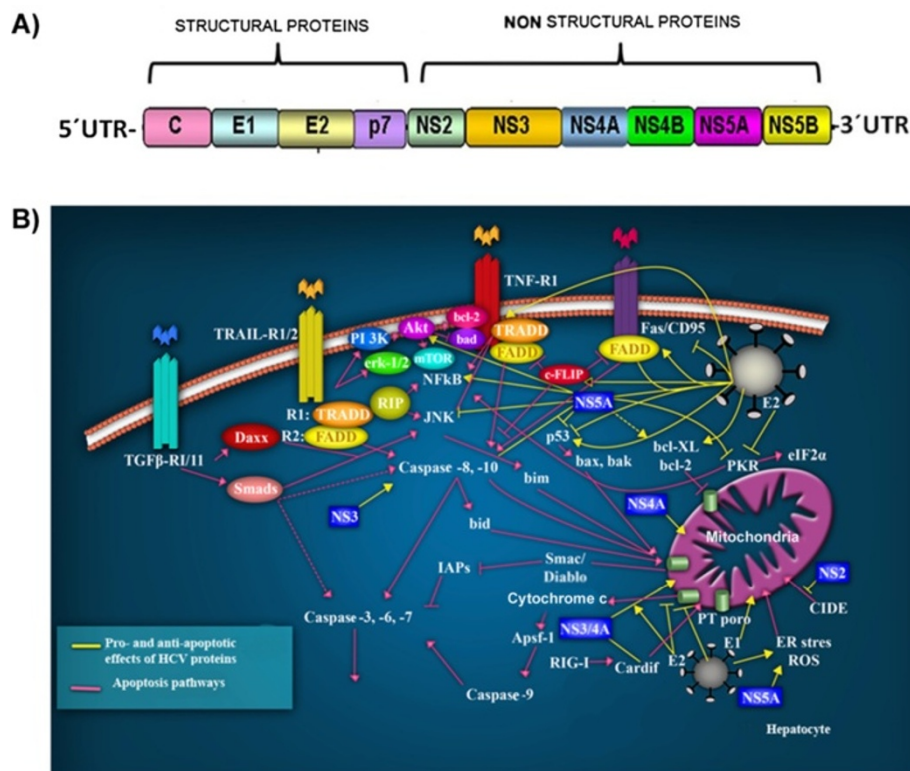 A)
STRUCTURAL PROTEINS
NON STRUCTURAL PROTEINS
5´UTR-
C
E1
E2
p7
NS2
NS3
NS4A
NS4B
NS5A
NS5B
-3´UTR
B)
TNF-R1
TRAIL-R1/2
Fas/CD95
PI 3K
Akt
bcl-2
bad
TRADD
FADD
FADD
erk-1/2
mTOR
NFkB
c-FLIP
E2
RIP
NS5A
R1:
TRADD
JNK
Daxx
R2:
FADD
p53
TGFβ-RI/11
bcl-XL
bcl-2
bax, bak
PKR
eIF2α
Caspase -8, -10
bim
Smads
NS3
NS4A
Mitochondria
bid
IAPs
Smac/
Diablo
NS2
Cytochrome c
CIDE
Caspase -3, -6, -7
PT poro
NS3/4A
Apsf-1
E1
ER stres
ROS
RIG-I
Cardif
E2
Caspase -9
NS5A
Pro- and anti-apoptotic
effects of HCV proteins
Apoptosis pathways
Hepatocyte